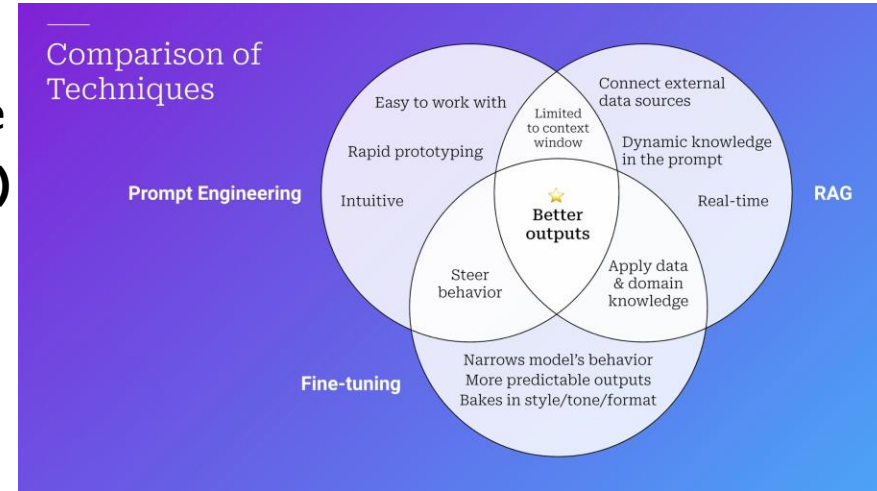 Comparison of
Techniques
e
)
Prompt Engineering
Easy to work with
Rapid prototyping
Intuitive
Limited
to context
window
Connect external
data sources
Dynamic knowledge
in the prompt
Real-time
RAG
⭐
Better
outputs
Steer
behavior
Apply data
& domain
knowledge
Fine-tuning
Narrows model's behavior
More predictable outputs
Bakes in style/tone/format